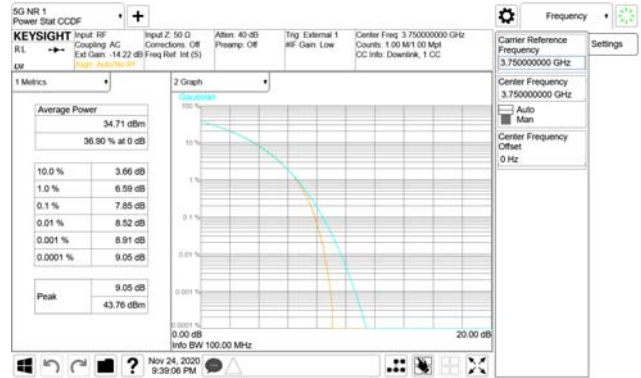 5G NR 1
Power Stat CCDF
Frequency
KEYSIGHT
RL
Input: RF
Coupling: AC
Ext Gain: -14.22 dB
Align: Auto/No RF
Input Z: 50 Ω
Corrections: Off
Freq Ref: Int (S)
Atten: 40 dB
Preamp: Off
Trig: External 1
#IF Gain: Low
Center Freq: 3.750000000 GHz
Counts: 1.00 M/1.00 Mpt
CC Info: Downlink, 1 CC
1 Metrics
Average Power
34.71 dBm
36.90 % at 0 dB
10.0 % 3.66 dB
1.0 % 6.59 dB
0.1 % 7.85 dB
0.01 % 8.52 dB
0.001 % 8.91 dB
0.0001 % 9.05 dB
Peak
9.05 dB
43.76 dBm
2 Graph
Gaussian
100 %
10 %
1 %
0.1 %
0.01 %
0.001 %
0.0001 %
0.00 dB
20.00 dB
Info BW 100.00 MHz
Carrier Reference
Frequency
3.750000000 GHz
Center Frequency
3.750000000 GHz
Auto
Man
Center Frequency
Offset
0 Hz
Settings
?
Nov 24, 2020
9:39:06 PM